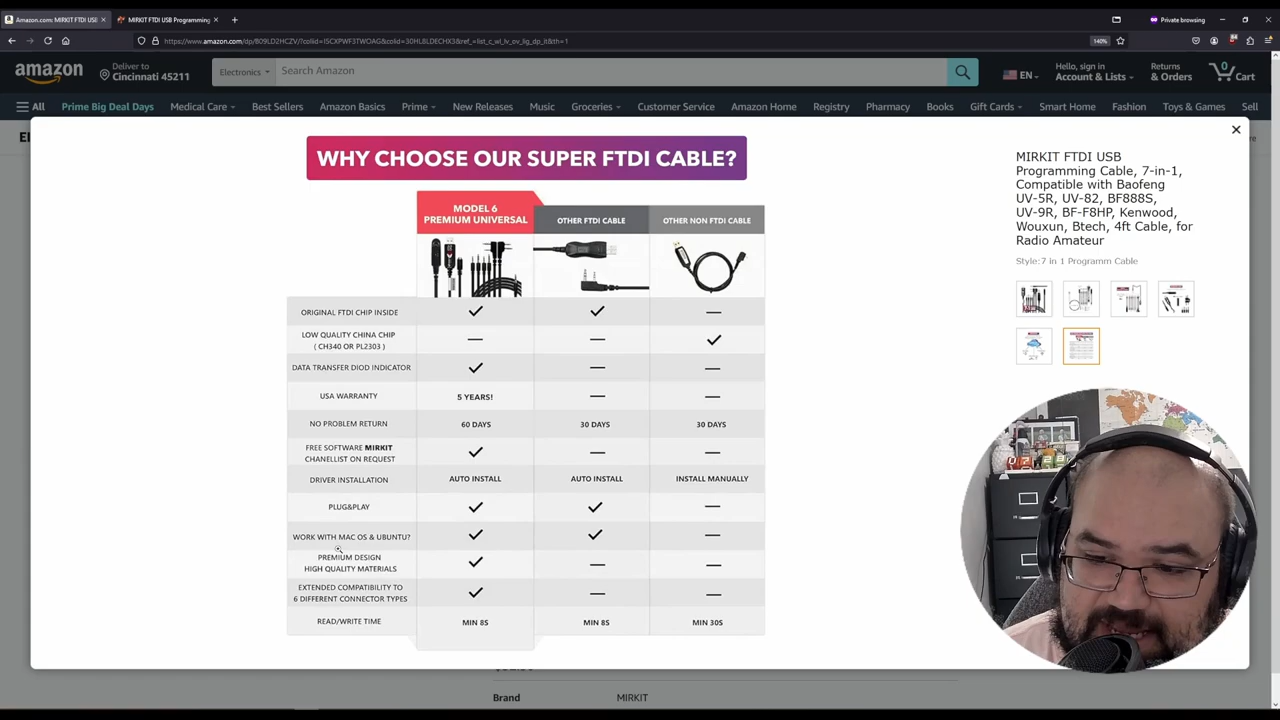 Amazon.com: MIRKIT FTDI USB
MIRKIT FTDI USB Programming
Private browsing
140%
amazon
Deliver to
Cincinnati 45211
Electronics
Search Amazon
EN
Hello, sign in
Account & Lists
Returns
& Orders
0
Cart
All
Prime Big Deal Days
Medical Care
Best Sellers
Amazon Basics
Prime
New Releases
Music
Groceries
Customer Service
Amazon Home
Registry
Pharmacy
Books
Gift Cards
Smart Home
Fashion
Toys & Games
Sell
WHY CHOOSE OUR SUPER FTDI CABLE?
MODEL 6
PREMIUM UNIVERSAL
OTHER FTDI CABLE
OTHER NON FTDI CABLE
ORIGINAL FTDI CHIP INSIDE
LOW QUALITY CHINA CHIP
( CH340 OR PL2303 )
DATA TRANSFER DIOD INDICATOR
USA WARRANTY
5 YEARS!
NO PROBLEM RETURN
60 DAYS
30 DAYS
30 DAYS
FREE SOFTWARE MIRKIT
CHANELLIST ON REQUEST
DRIVER INSTALLATION
AUTO INSTALL
AUTO INSTALL
INSTALL MANUALLY
PLUG&PLAY
WORK WITH MAC OS & UBUNTU?
PREMIUM DESIGN
HIGH QUALITY MATERIALS
EXTENDED COMPATIBILITY TO
6 DIFFERENT CONNECTOR TYPES
READ/WRITE TIME
MIN 8S
MIN 8S
MIN 30S
MIRKIT FTDI USB
Programming Cable, 7-in-1,
Compatible with Baofeng
UV-5R, UV-82, BF888S,
UV-9R, BF-F8HP, Kenwood,
Wouxun, Btech, 4ft Cable, for
Radio Amateur
Style:7 in 1 Programm Cable
Brand
MIRKIT